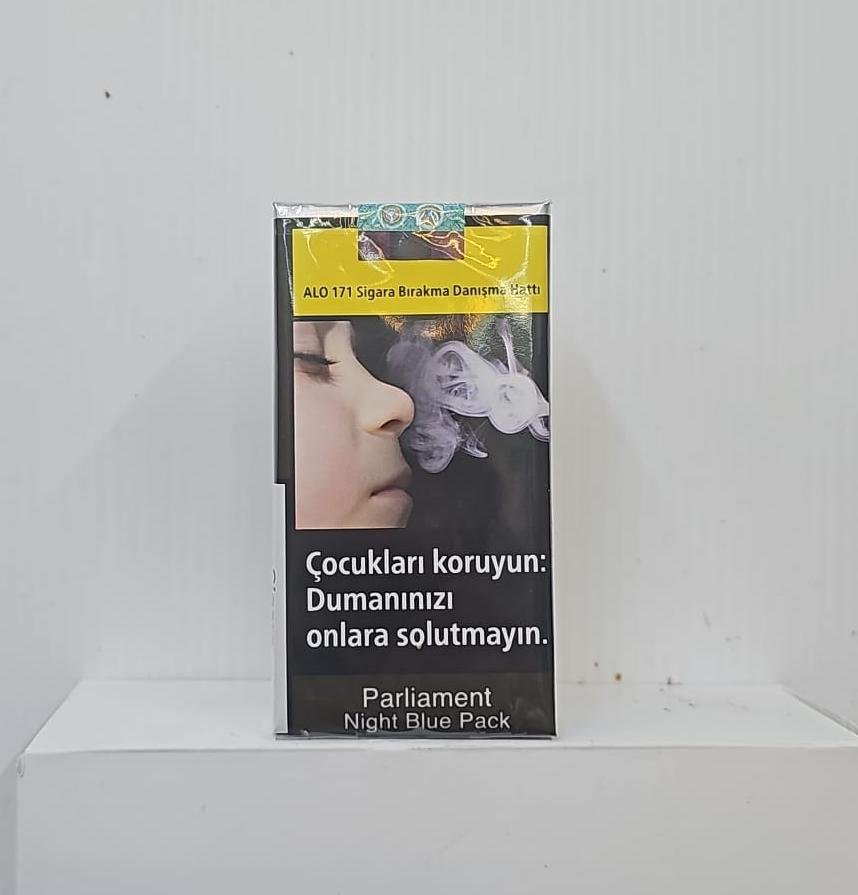 ALO 171 Sigara Bırakma Danışma Hattı
Çocukları koruyun:
Dumanınızı
onlara solutmayın.
Parliament
Night Blue Pack